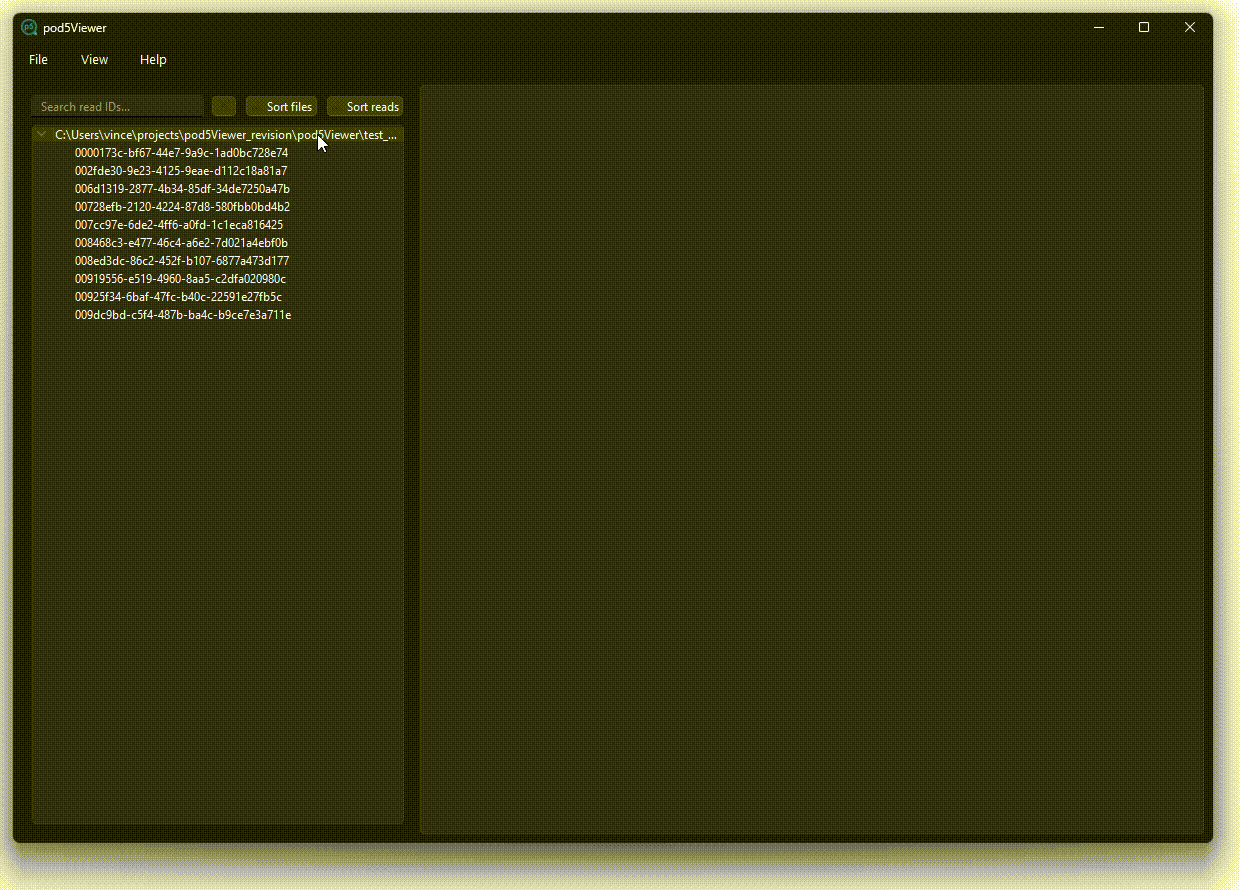 p5
pod5Viewer
File View Help
Search read IDs... Sort files Sort reads
C:\Users\vince\projects\pod5Viewer_revision\pod5Viewer\test_...
0000173c-bf67-44e7-9a9c-1ad0bc728e74
002fde30-9e23-4125-9eae-d112c18a81a7
006d1319-2877-4b34-85df-34de7250a47b
00728efb-2120-4224-87d8-580fbb0bd4b2
007cc97e-6de2-4ff6-a0fd-1c1eca816425
008468c3-e477-46c4-a6e2-7d021a4ebf0b
008ed3dc-86c2-452f-b107-6877a473d177
00919556-e519-4960-8aa5-c2dfa020980c
00925f34-6baf-47fc-b40c-22591e27fb5c
009dc9bd-c5f4-487b-ba4c-b9ce7e3a711e